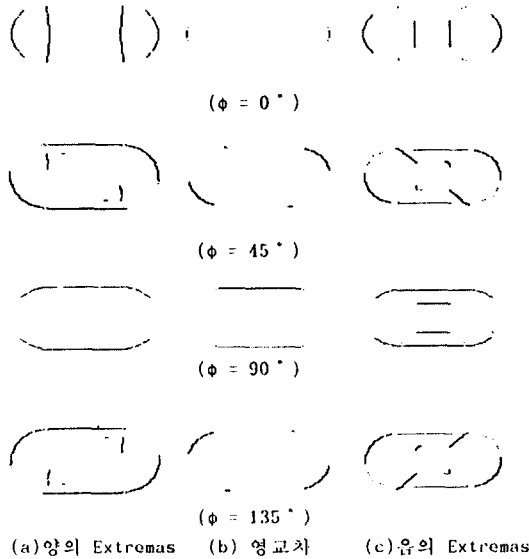 (φ = 0˚)
(φ = 45˚)
(φ = 90˚)
(φ = 135˚)
(a)양의 Extremas (b) 영교차 (c)음의 Extremas